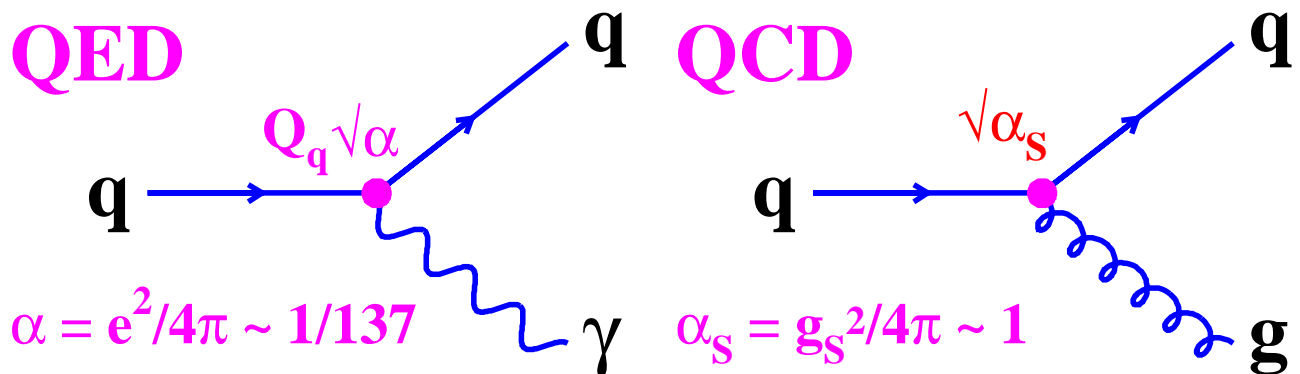 QED
q
Q_q √α
q
α = e²/4π ~ 1/137
γ
QCD
q
√α_S
q
α_S = g_S²/4π ~ 1
g